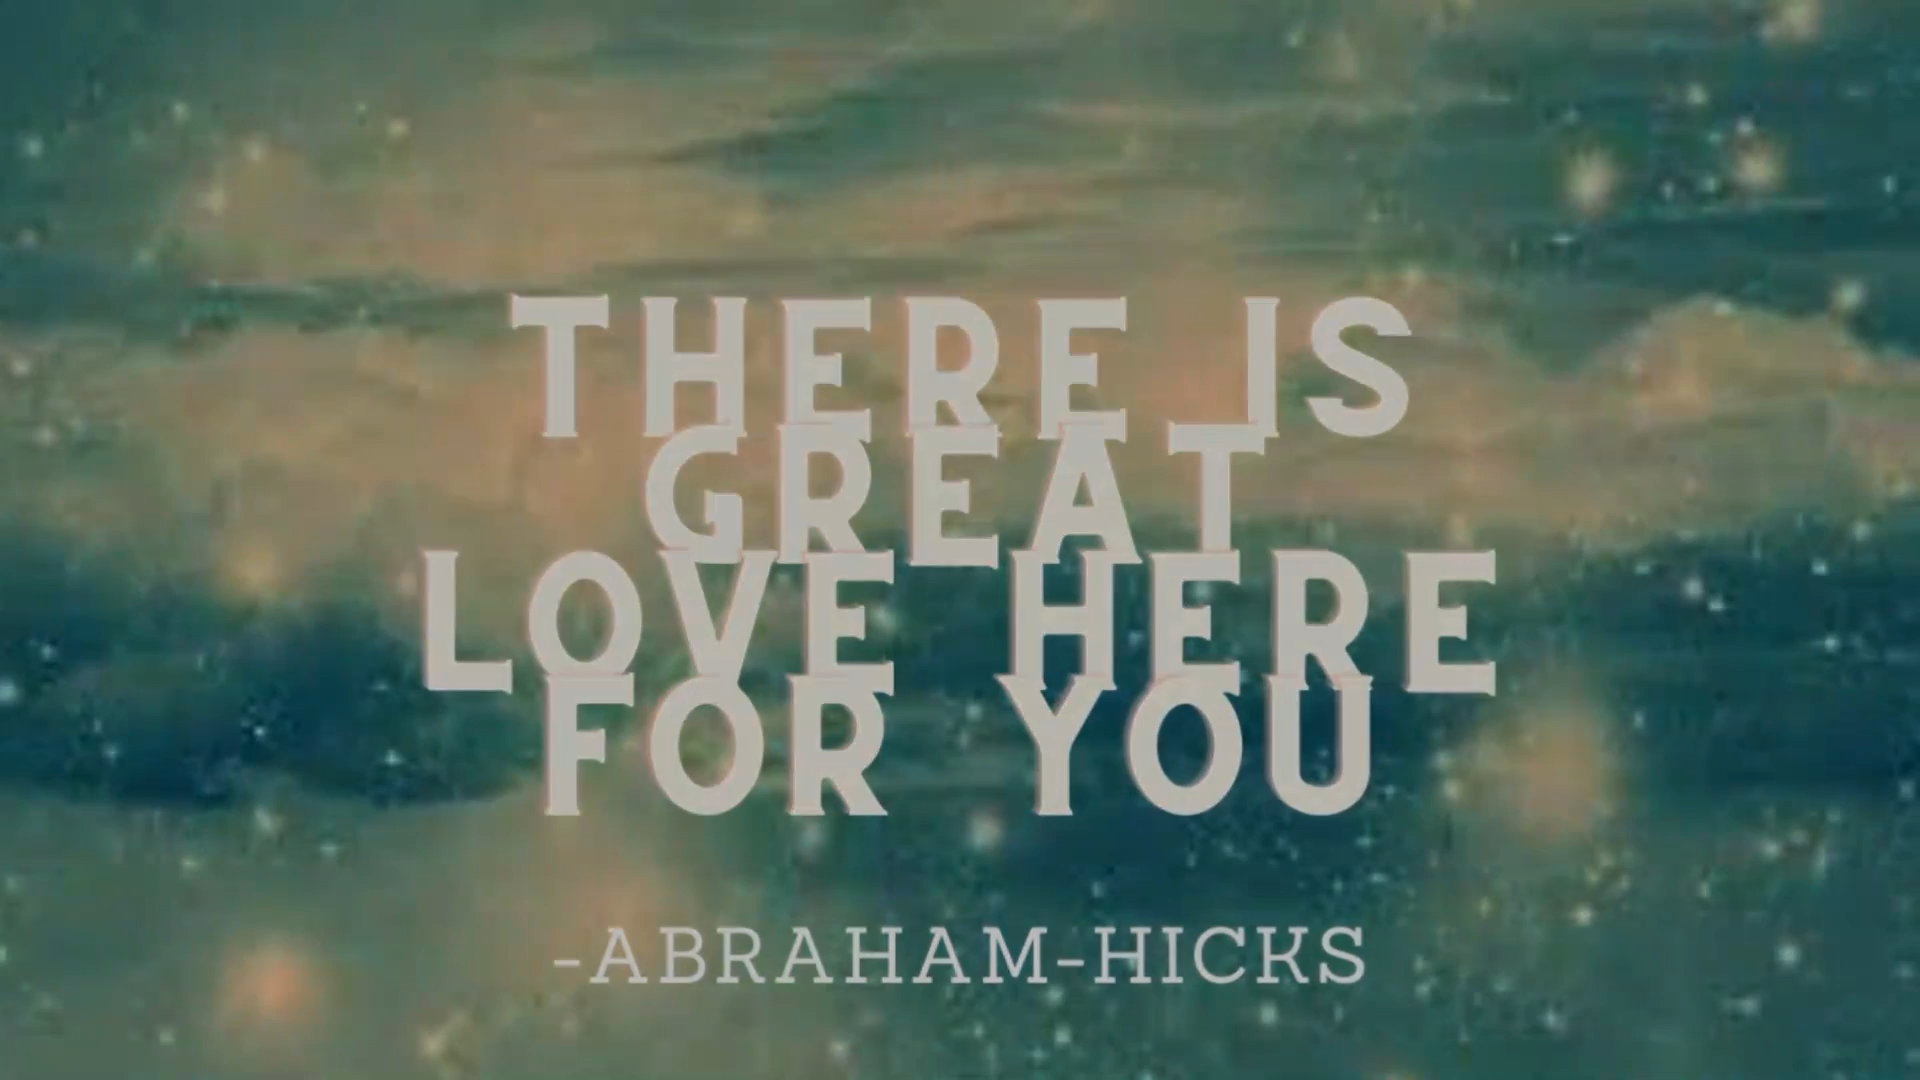 THERE IS
GREAT
LOVE HERE
FOR YOU
-ABRAHAM-HICKS